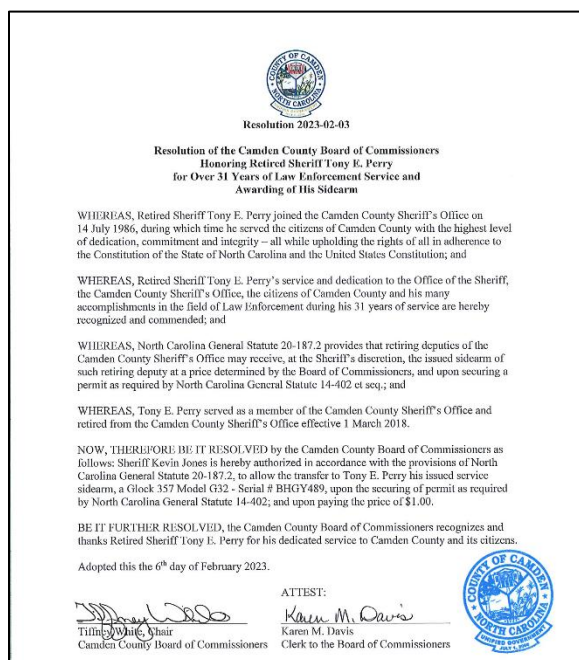 COUNTY OF CAMDEN
NORTH CAROLINA
Resolution 2023-02-03
Resolution of the Camden County Board of Commissioners
Honoring Retired Sheriff Tony E. Perry
for Over 31 Years of Law Enforcement Service and
Awarding of His Sidearm
WHEREAS, Retired Sheriff Tony E. Perry joined the Camden County Sheriff's Office on
14 July 1986, during which time he served the citizens of Camden County with the highest level
of dedication, commitment and integrity – all while upholding the rights of all in adherence to
the Constitution of the State of North Carolina and the United States Constitution; and
WHEREAS, Retired Sheriff Tony E. Perry's service and dedication to the Office of the Sheriff,
the Camden County Sheriff's Office, the citizens of Camden County and his many
accomplishments in the field of Law Enforcement during his 31 years of service are hereby
recognized and commended; and
WHEREAS, North Carolina General Statute 20-187.2 provides that retiring deputies of the
Camden County Sheriff's Office may receive, at the Sheriff's discretion, the issued sidearm of
such retiring deputy at a price determined by the Board of Commissioners, and upon securing a
permit as required by North Carolina General Statute 14-402 et seq.; and
WHEREAS, Tony E. Perry served as a member of the Camden County Sheriff's Office and
retired from the Camden County Sheriff's Office effective 1 March 2018.
NOW, THEREFORE BE IT RESOLVED by the Camden County Board of Commissioners as
follows: Sheriff Kevin Jones is hereby authorized in accordance with the provisions of North
Carolina General Statute 20-187.2, to allow the transfer to Tony E. Perry his issued service
sidearm, a Glock 357 Model G32 - Serial # BHGY489, upon the securing of permit as required
by North Carolina General Statute 14-402; and upon paying the price of $1.00.
BE IT FURTHER RESOLVED, the Camden County Board of Commissioners recognizes and
thanks Retired Sheriff Tony E. Perry for his dedicated service to Camden County and its citizens.
Adopted this the 6th day of February 2023.
ATTEST:
Tiffney White
Karen M. Davis
Tiffney White, Chair
Karen M. Davis
Camden County Board of Commissioners
Clerk to the Board of Commissioners
COUNTY OF CAMDEN
NORTH CAROLINA
UNIFIED GOVERNMENT